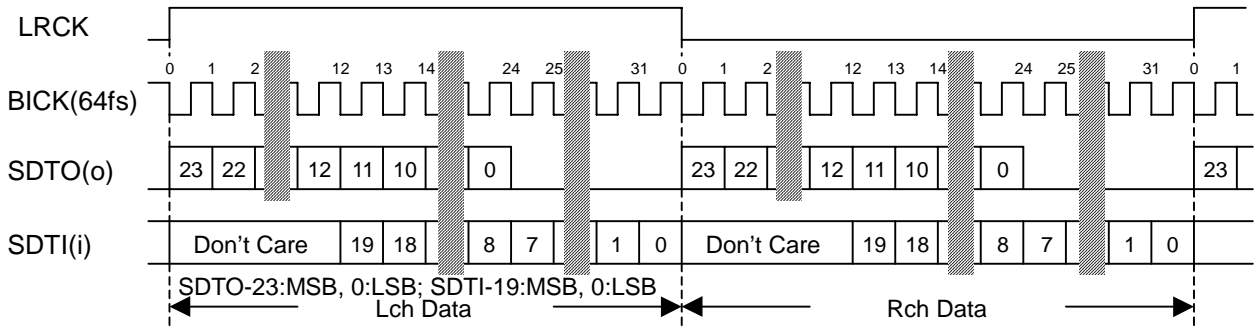 LRCK
0 1 2 12 13 14 24 25 31 0 1 2 12 13 14 24 25 31 0 1
BICK(64fs)
SDTO(o) 23 22 12 11 10 0 23 22 12 11 10 0 23
SDTI(i) Don't Care 19 18 8 7 1 0 Don't Care 19 18 8 7 1 0
SDTO-23:MSB, 0:LSB; SDTI-19:MSB, 0:LSB
Lch Data Rch Data